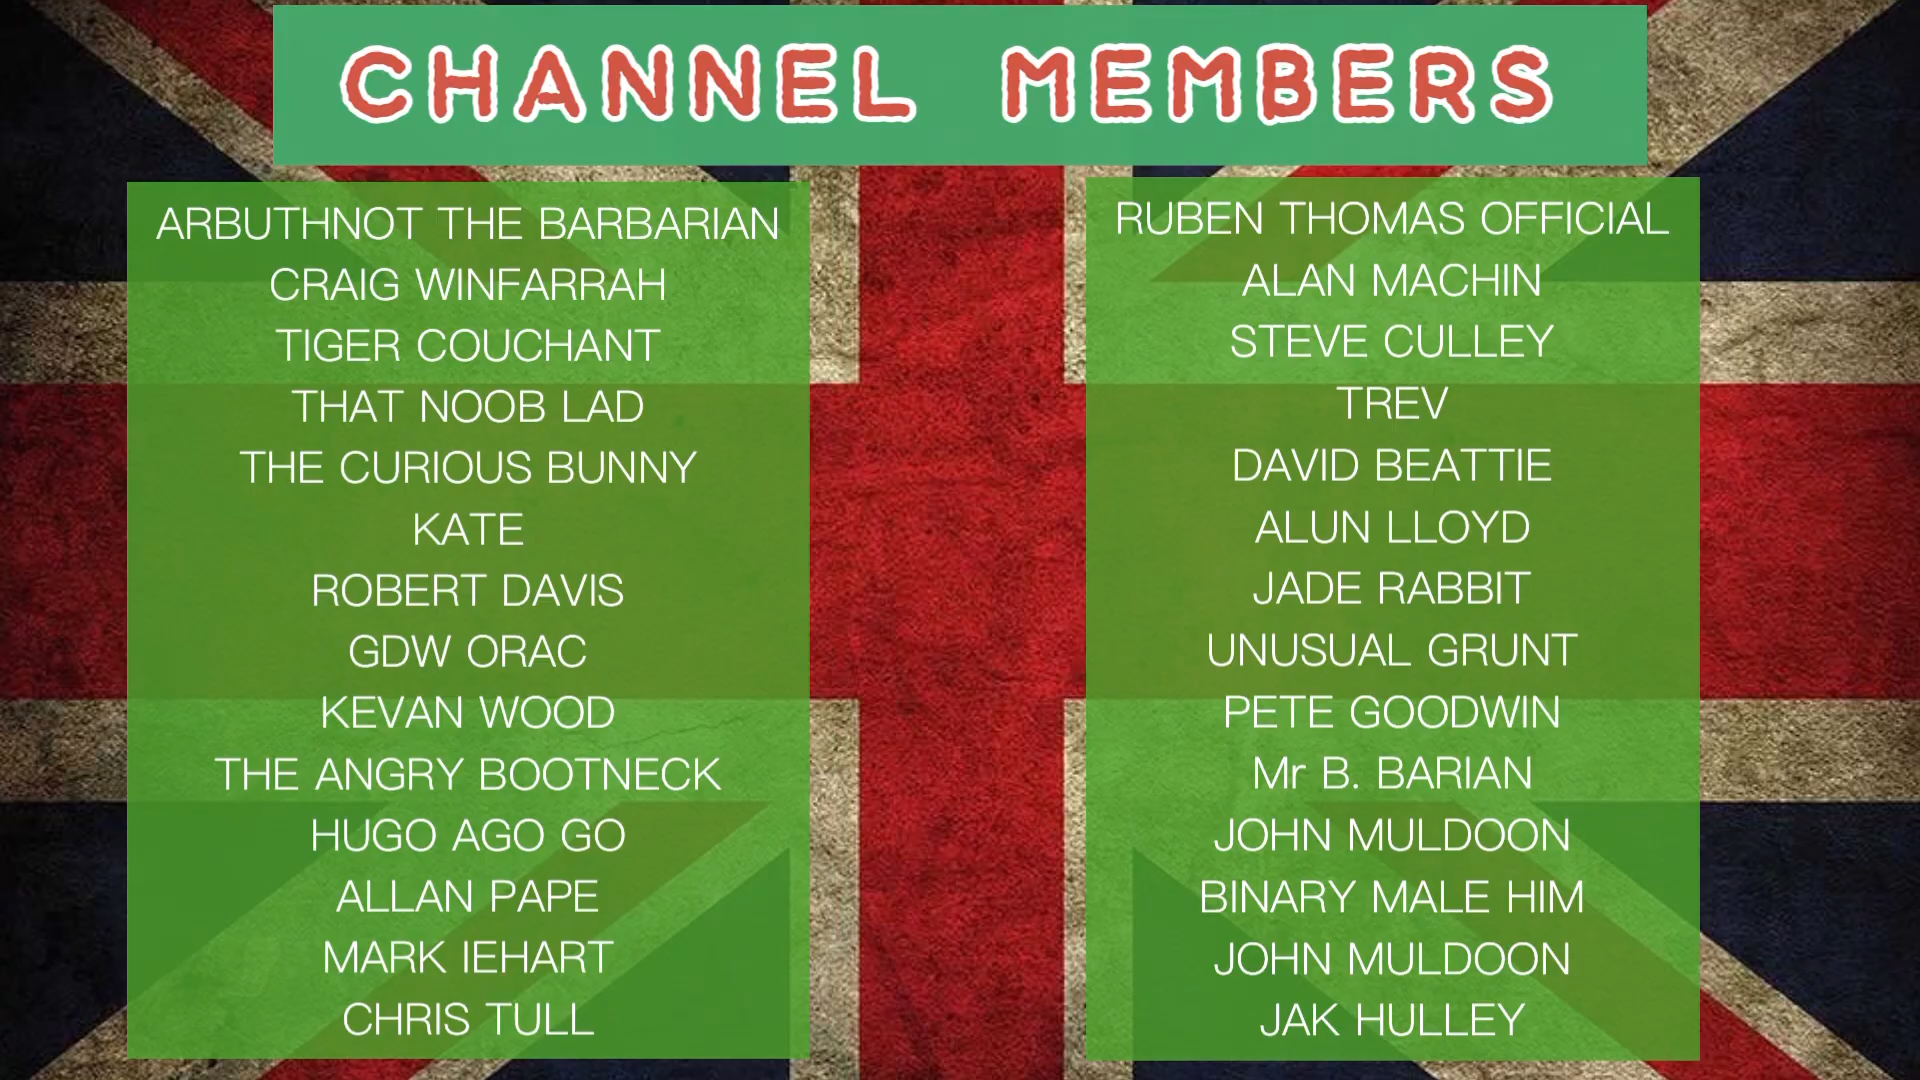 CHANNEL MEMBERS
ARBUTHNOT THE BARBARIAN
CRAIG WINFARRAH
TIGER COUCHANT
THAT NOOB LAD
THE CURIOUS BUNNY
KATE
ROBERT DAVIS
GDW ORAC
KEVAN WOOD
THE ANGRY BOOTNECK
HUGO AGO GO
ALLAN PAPE
MARK IEHART
CHRIS TULL
RUBEN THOMAS OFFICIAL
ALAN MACHIN
STEVE CULLEY
TREV
DAVID BEATTIE
ALUN LLOYD
JADE RABBIT
UNUSUAL GRUNT
PETE GOODWIN
Mr B. BARIAN
JOHN MULDOON
BINARY MALE HIM
JOHN MULDOON
JAK HULLEY